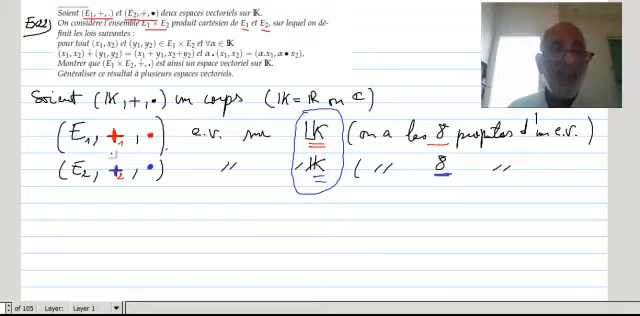 Exo22
Soient (E₁, +, .) et (E₂, +, •) deux espaces vectoriels sur 𝕂.
On considère l'ensemble E₁ × E₂ produit cartésien de E₁ et E₂, sur lequel on dé-
finit les lois suivantes :
pour tout (x₁, x₂) et (y₁, y₂) ∈ E₁ × E₂ et ∀α ∈ 𝕂
(x₁, x₂) + (y₁, y₂) = (x₁ + y₁, x₂+y₂) et α.(x₁, x₂) = (α.x₁, α • x₂),
Montrer que (E₁ × E₂, +, .) est ainsi un espace vectoriel sur 𝕂.
Généraliser ce résultat à plusieurs espaces vectoriels.
Soient (𝕂, +, •) un corps (𝕂 = ℝ ou ℂ)
(E₁, +₁, •) e.v. sur 𝕂 (on a les 8 propriétés d'un e.v.)
(E₂, +₂, •) " " 𝕂 ( " 8 "
of 105 Layer: Layer 1